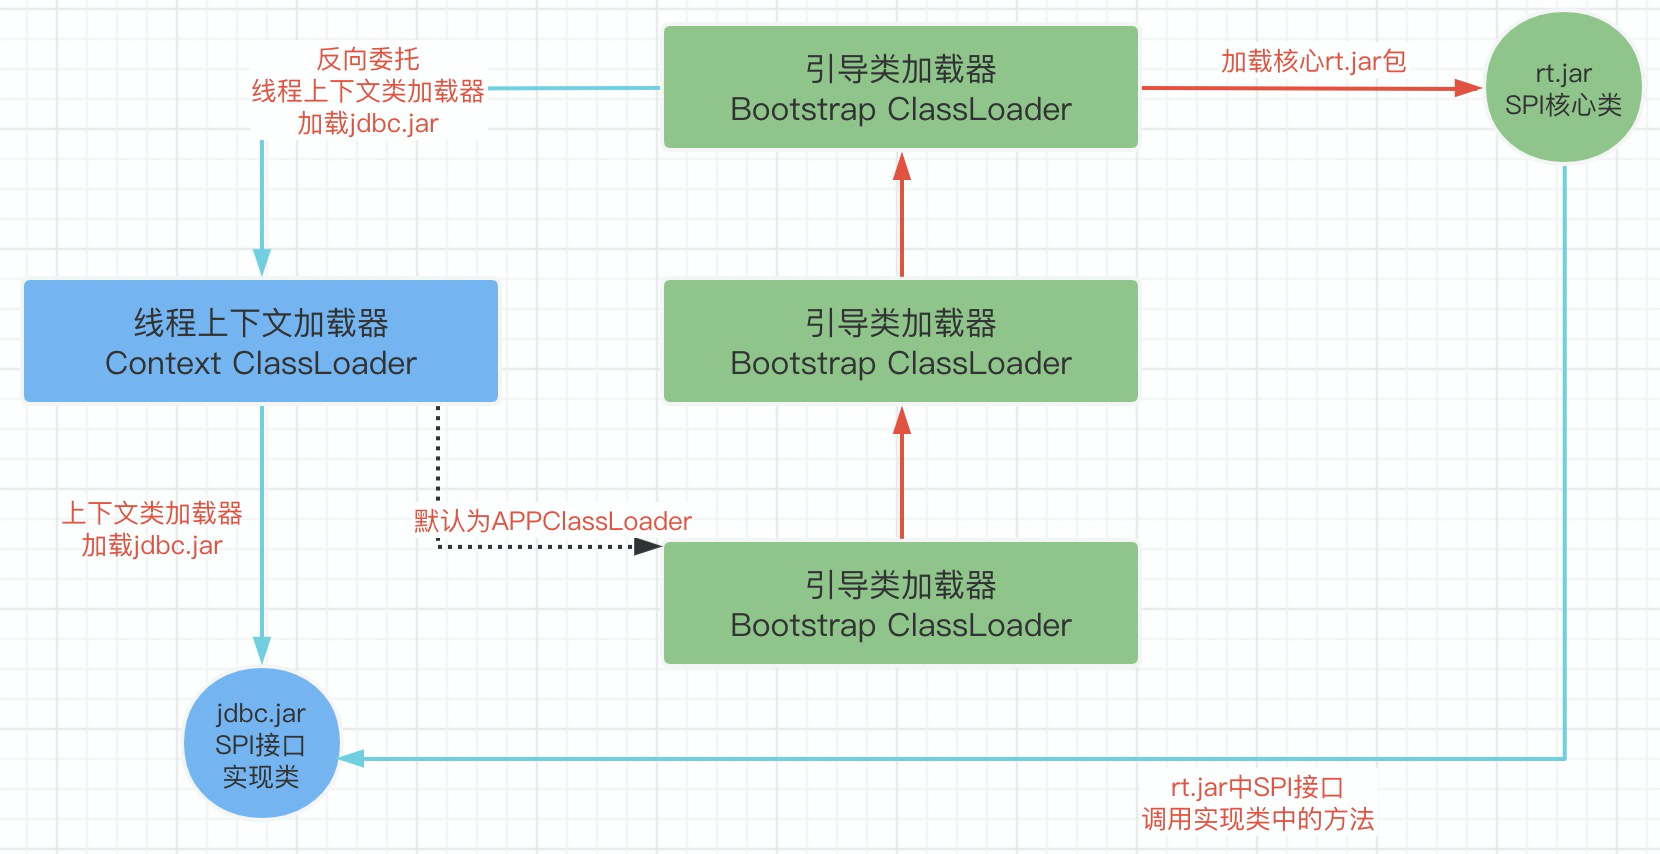 反向委托
线程上下文类加载器
加载jdbc.jar
引导类加载器
Bootstrap ClassLoader
加载核心rt.jar包
rt.jar
SPI核心类
线程上下文加载器
Context ClassLoader
引导类加载器
Bootstrap ClassLoader
上下文类加载器
加载jdbc.jar
默认为APPClassLoader
引导类加载器
Bootstrap ClassLoader
jdbc.jar
SPI接口
实现类
rt.jar中SPI接口
调用实现类中的方法